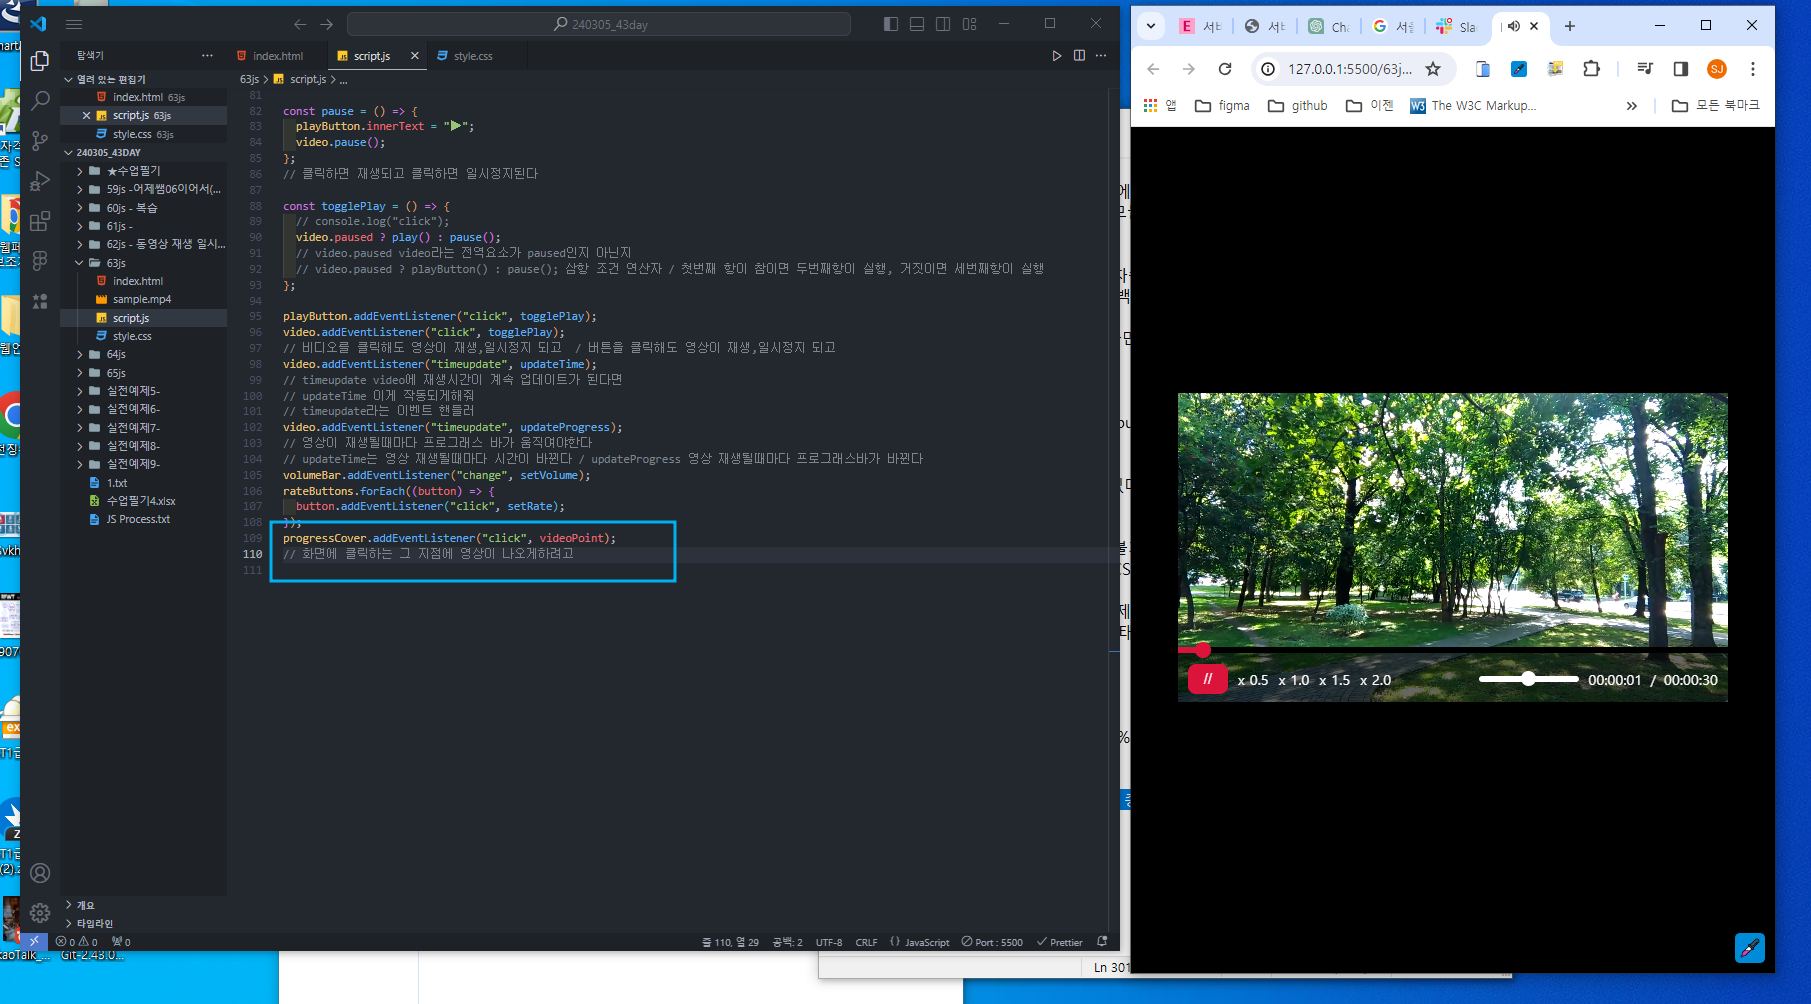 240305_43day
탐색기
열려 있는 편집기
index.html 63js
script.js 63js
style.css 63js
240305_43DAY
★수업필기
59js -어제쌤06이어서(...
60js - 복습
61js -
62js - 동영상 재생 일시...
63js
index.html
sample.mp4
script.js
style.css
64js
65js
실전예제5-
실전예제6-
실전예제7-
실전예제8-
실전예제9-
1.txt
수업필기4.xlsx
JS Process.txt
개요
타임라인
index.html
script.js
style.css
63js > script.js > ...
81
82 const pause = () => {
83 playButton.innerText = "▶";
84 video.pause();
85 };
86 // 클릭하면 재생되고 클릭하면 일시정지된다
87
88 const togglePlay = () => {
89 // console.log("click");
90 video.paused ? play() : pause();
91 // video.paused video라는 전역요소가 paused인지 아닌지
92 // video.paused ? playButton() : pause(); 삼항 조건 연산자 / 첫번째 항이 참이면 두번째항이 실행, 거짓이면 세번째항이 실행
93 };
94
95 playButton.addEventListener("click", togglePlay);
96 video.addEventListener("click", togglePlay);
97 // 비디오를 클릭해도 영상이 재생,일시정지 되고 / 버튼을 클릭해도 영상이 재생,일시정지 되고
98 video.addEventListener("timeupdate", updateTime);
99 // timeupdate video에 재생시간이 계속 업데이트가 된다면
100 // updateTime 이게 작동되게해줘
101 // timeupdate라는 이벤트 핸들러
102 video.addEventListener("timeupdate", updateProgress);
103 // 영상이 재생될때마다 프로그래스 바가 움직여야한다
104 // updateTime는 영상 재생될때마다 시간이 바뀐다 / updateProgress 영상 재생될때마다 프로그래스바가 바뀐다
105 volumeBar.addEventListener("change", setVolume);
106 rateButtons.forEach((button) => {
107 button.addEventListener("click", setRate);
108 });
109 progressCover.addEventListener("click", videoPoint);
110 // 화면에 클릭하는 그 지점에 영상이 나오게하려고
111
0 0 0
줄 110, 열 29 공백: 2 UTF-8 CRLF {} JavaScript Port : 5500 Prettier
Git-2.43.0...
Ln 301
서비 서비 Cha 서울 Sla
127.0.0.1:5500/63j...
SJ
앱 figma github 이젠 W3 The W3C Markup... » 모든 북마크
// x 0.5 x 1.0 x 1.5 x 2.0 00:00:01 / 00:00:30